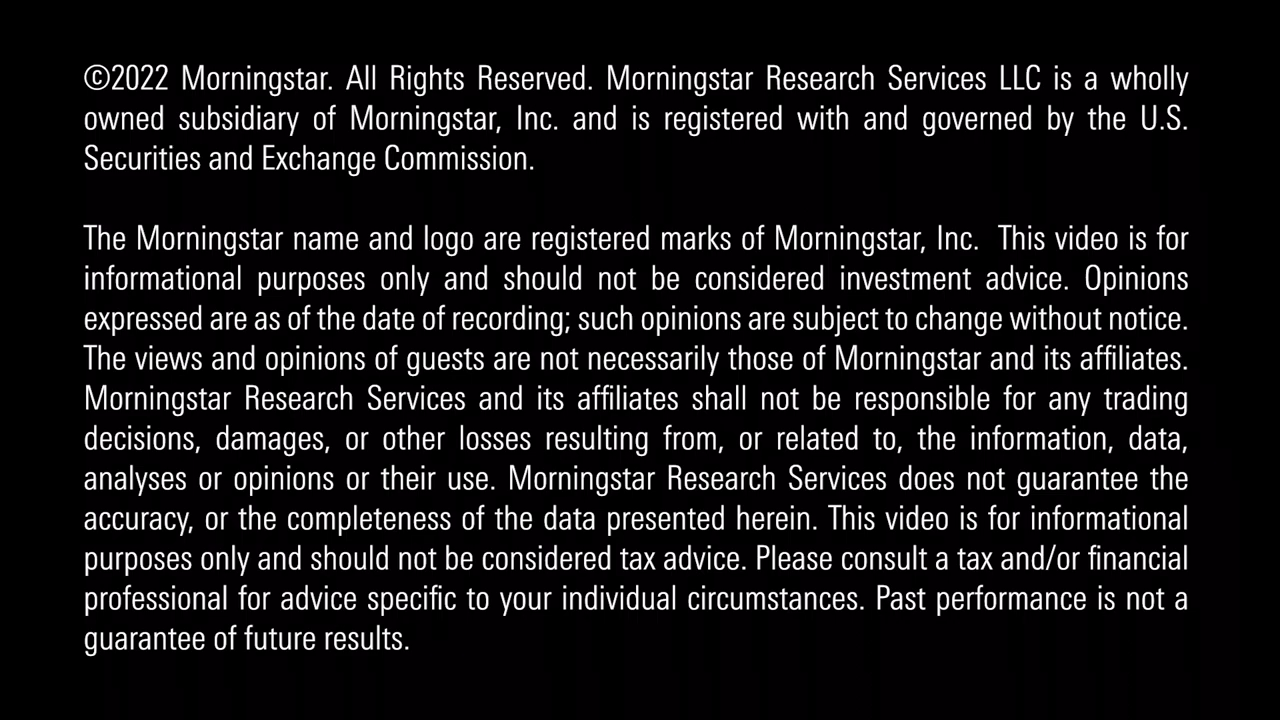 ©2022 Morningstar. All Rights Reserved. Morningstar Research Services LLC is a wholly
owned subsidiary of Morningstar, Inc. and is registered with and governed by the U.S.
Securities and Exchange Commission.
The Morningstar name and logo are registered marks of Morningstar, Inc.  This video is for
informational purposes only and should not be considered investment advice. Opinions
expressed are as of the date of recording; such opinions are subject to change without notice.
The views and opinions of guests are not necessarily those of Morningstar and its affiliates.
Morningstar Research Services and its affiliates shall not be responsible for any trading
decisions, damages, or other losses resulting from, or related to, the information, data,
analyses or opinions or their use. Morningstar Research Services does not guarantee the
accuracy, or the completeness of the data presented herein. This video is for informational
purposes only and should not be considered tax advice. Please consult a tax and/or financial
professional for advice specific to your individual circumstances. Past performance is not a
guarantee of future results.